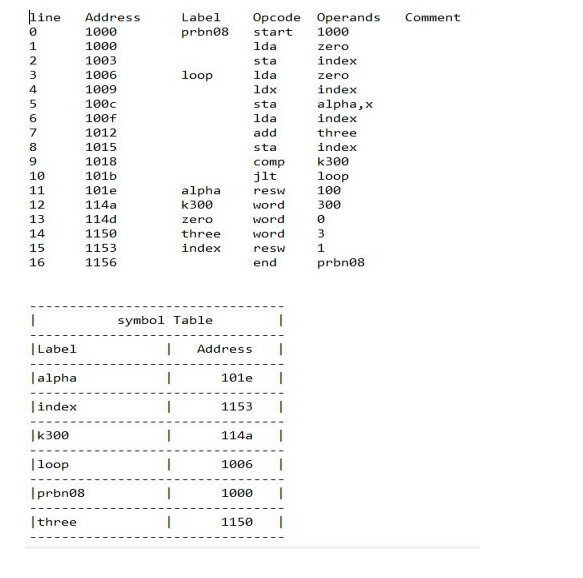 line Address Label Opcode Operands Comment
0 1000 prbn08 start 1000
1 1000 lda zero
2 1003 sta index
3 1006 loop lda zero
4 1009 ldx index
5 100c sta alpha,x
6 100f lda index
7 1012 add three
8 1015 sta index
9 1018 comp k300
10 101b jlt loop
11 101e alpha resw 100
12 114a k300 word 300
13 114d zero word 0
14 1150 three word 3
15 1153 index resw 1
16 1156 end prbn08
symbol Table
Label Address
alpha 101e
index 1153
k300 114a
loop 1006
prbn08 1000
three 1150